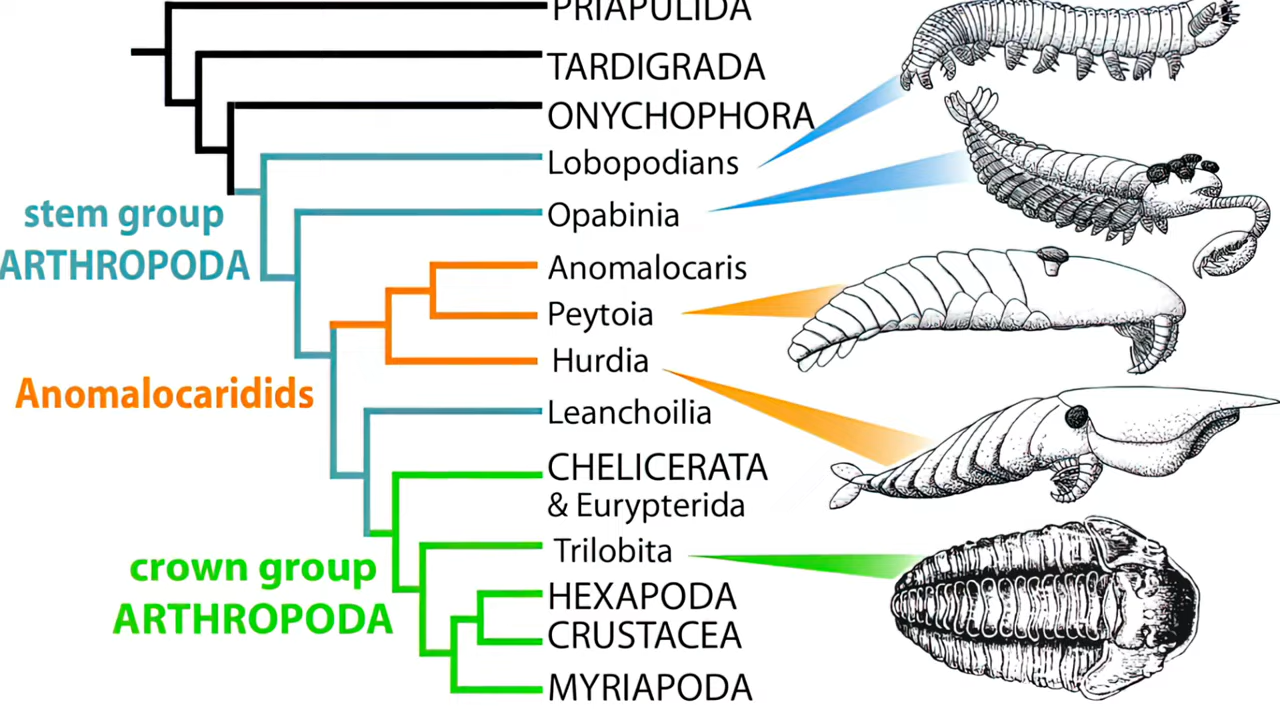 PRIAPULIDA
TARDIGRADA
ONYCHOPHORA
Lobopodians
stem group
ARTHROPODA
Opabinia
Anomalocaris
Peytoia
Hurdia
Anomalocaridids
Leanchoilia
CHELICERATA
& Eurypterida
Trilobita
crown group
ARTHROPODA
HEXAPODA
CRUSTACEA
MYRIAPODA